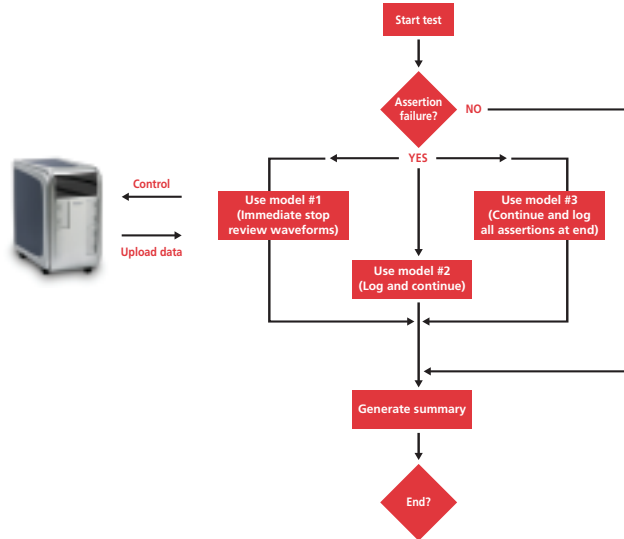 Start test
Assertion
failure?
NO
YES
Control
Upload data
Use model #1
(Immediate stop
review waveforms)
Use model #3
(Continue and log
all assertions at end)
Use model #2
(Log and continue)
Generate summary
End?